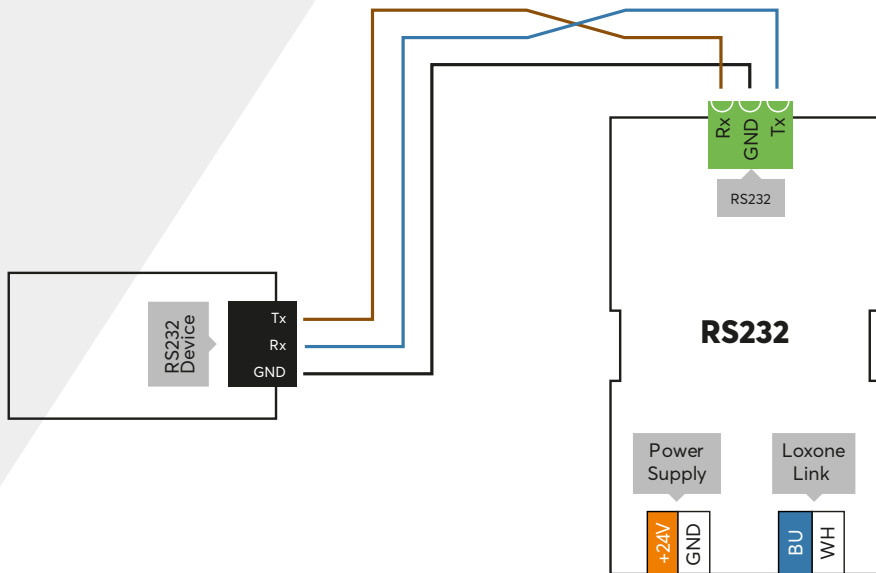 Rx
GND
Tx
RS232
RS232
Device
Tx
Rx
GND
RS232
Power
Supply
Loxone
Link
+24V
GND
BU
WH